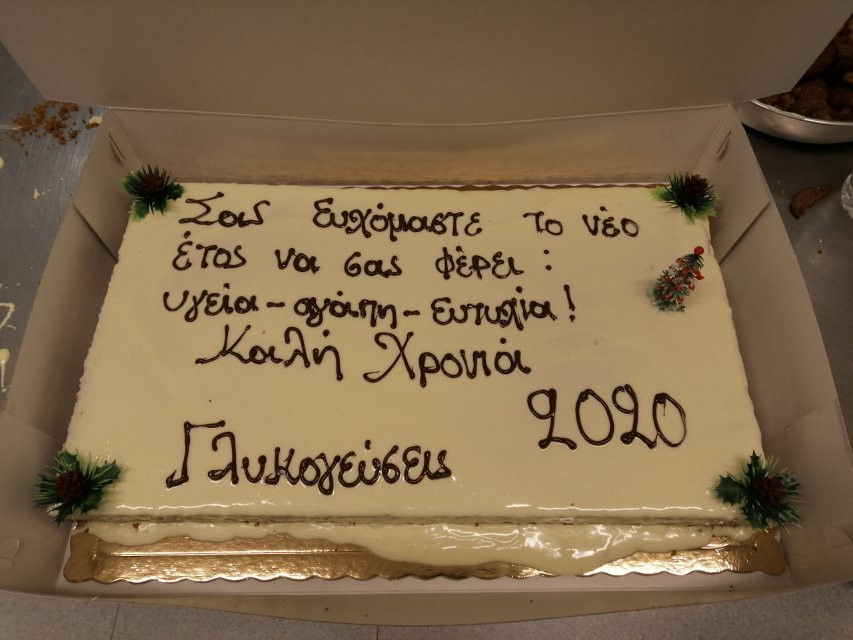 Σας Ευχόμαστε το νέο
έτος να σας φέρει :
υγεία - αγάπη - Ευτυχία !
Καλή Χρονιά
2020
Γλυκογεύσεις